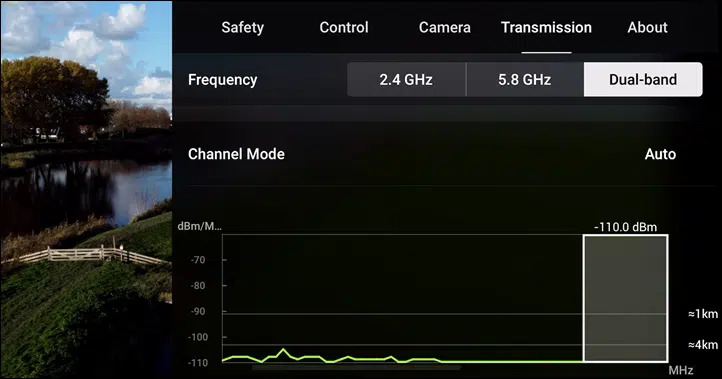 Safety Control Camera Transmission About
Frequency 2.4 GHz 5.8 GHz Dual-band
Channel Mode Auto
dBm/M... -110.0 dBm
-70
-80
-90
≈1km
-100
≈4km
-110
MHz